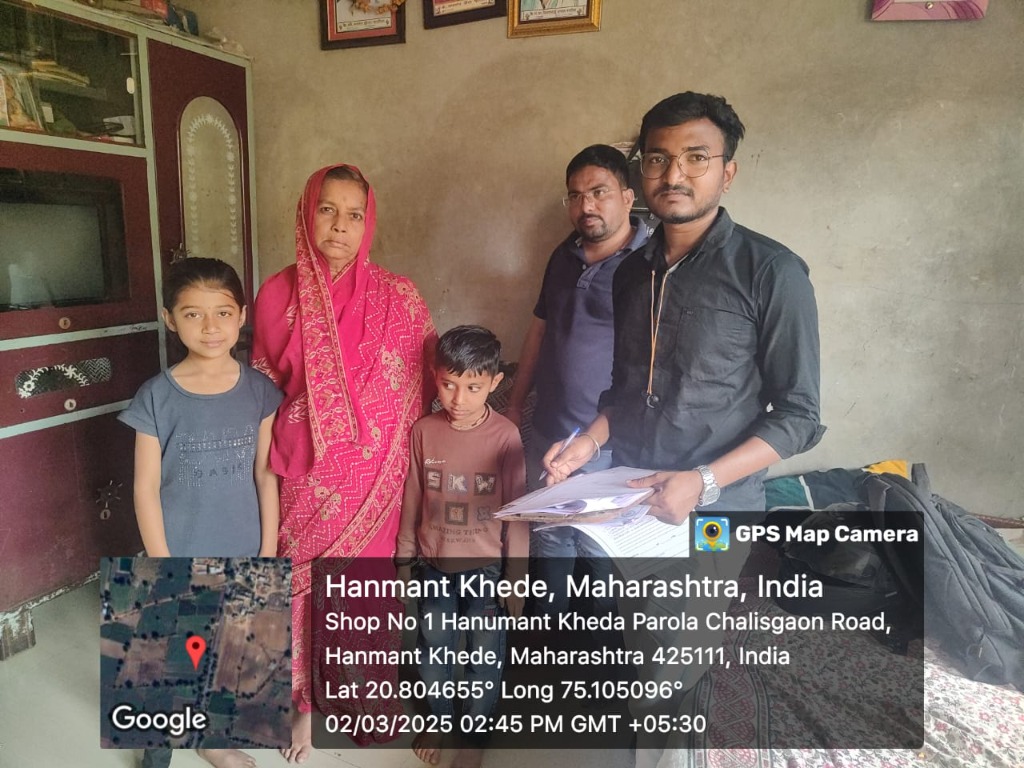 SKW
GPS Map Camera
Hanmant Khede, Maharashtra, India
Shop No 1 Hanumant Kheda Parola Chalisgaon Road,
Hanmant Khede, Maharashtra 425111, India
Lat 20.804655° Long 75.105096°
02/03/2025 02:45 PM GMT +05:30
Google